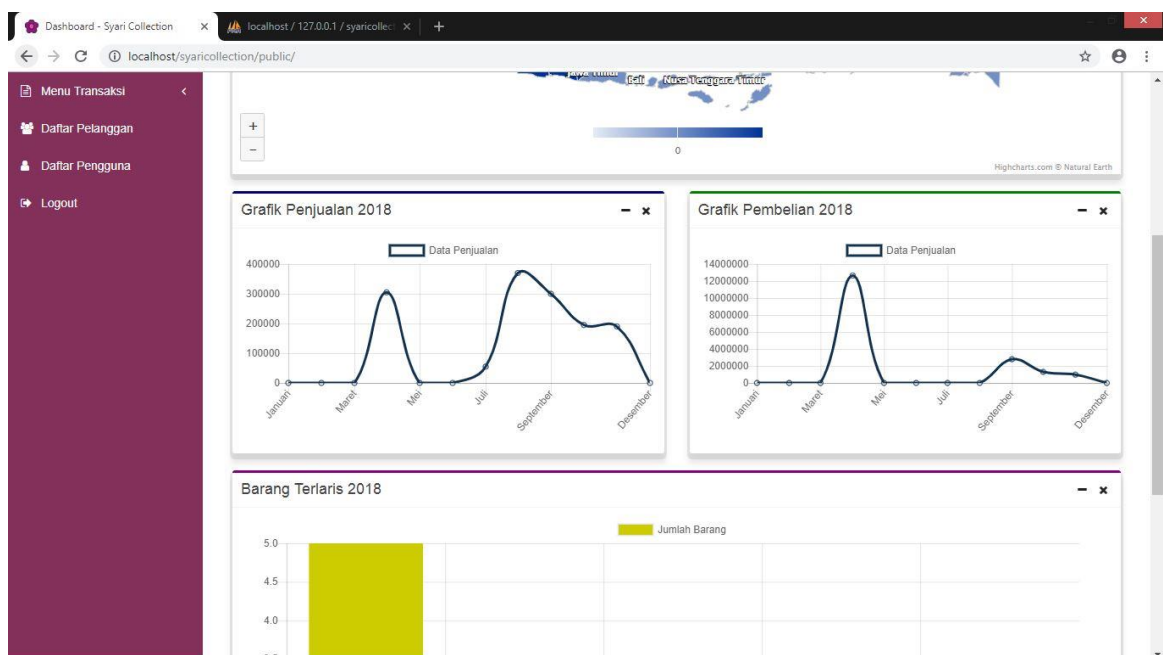 Dashboard - Syari Collection
localhost / 127.0.0.1 / syaricollec
localhost/syaricollection/public/
Menu Transaksi
Daftar Pelanggan
Daftar Pengguna
Logout
Jawa Timur
Bali
Nusa Tenggara Timur
+
−
0
Highcharts.com © Natural Earth
Grafik Penjualan 2018
Data Penjualan
400000
300000
200000
100000
0
Januari
Maret
Mei
Juli
September
Desember
Grafik Pembelian 2018
Data Penjualan
14000000
12000000
10000000
8000000
6000000
4000000
2000000
0
Januari
Maret
Mei
Juli
September
Desember
Barang Terlaris 2018
Jumlah Barang
5.0
4.5
4.0